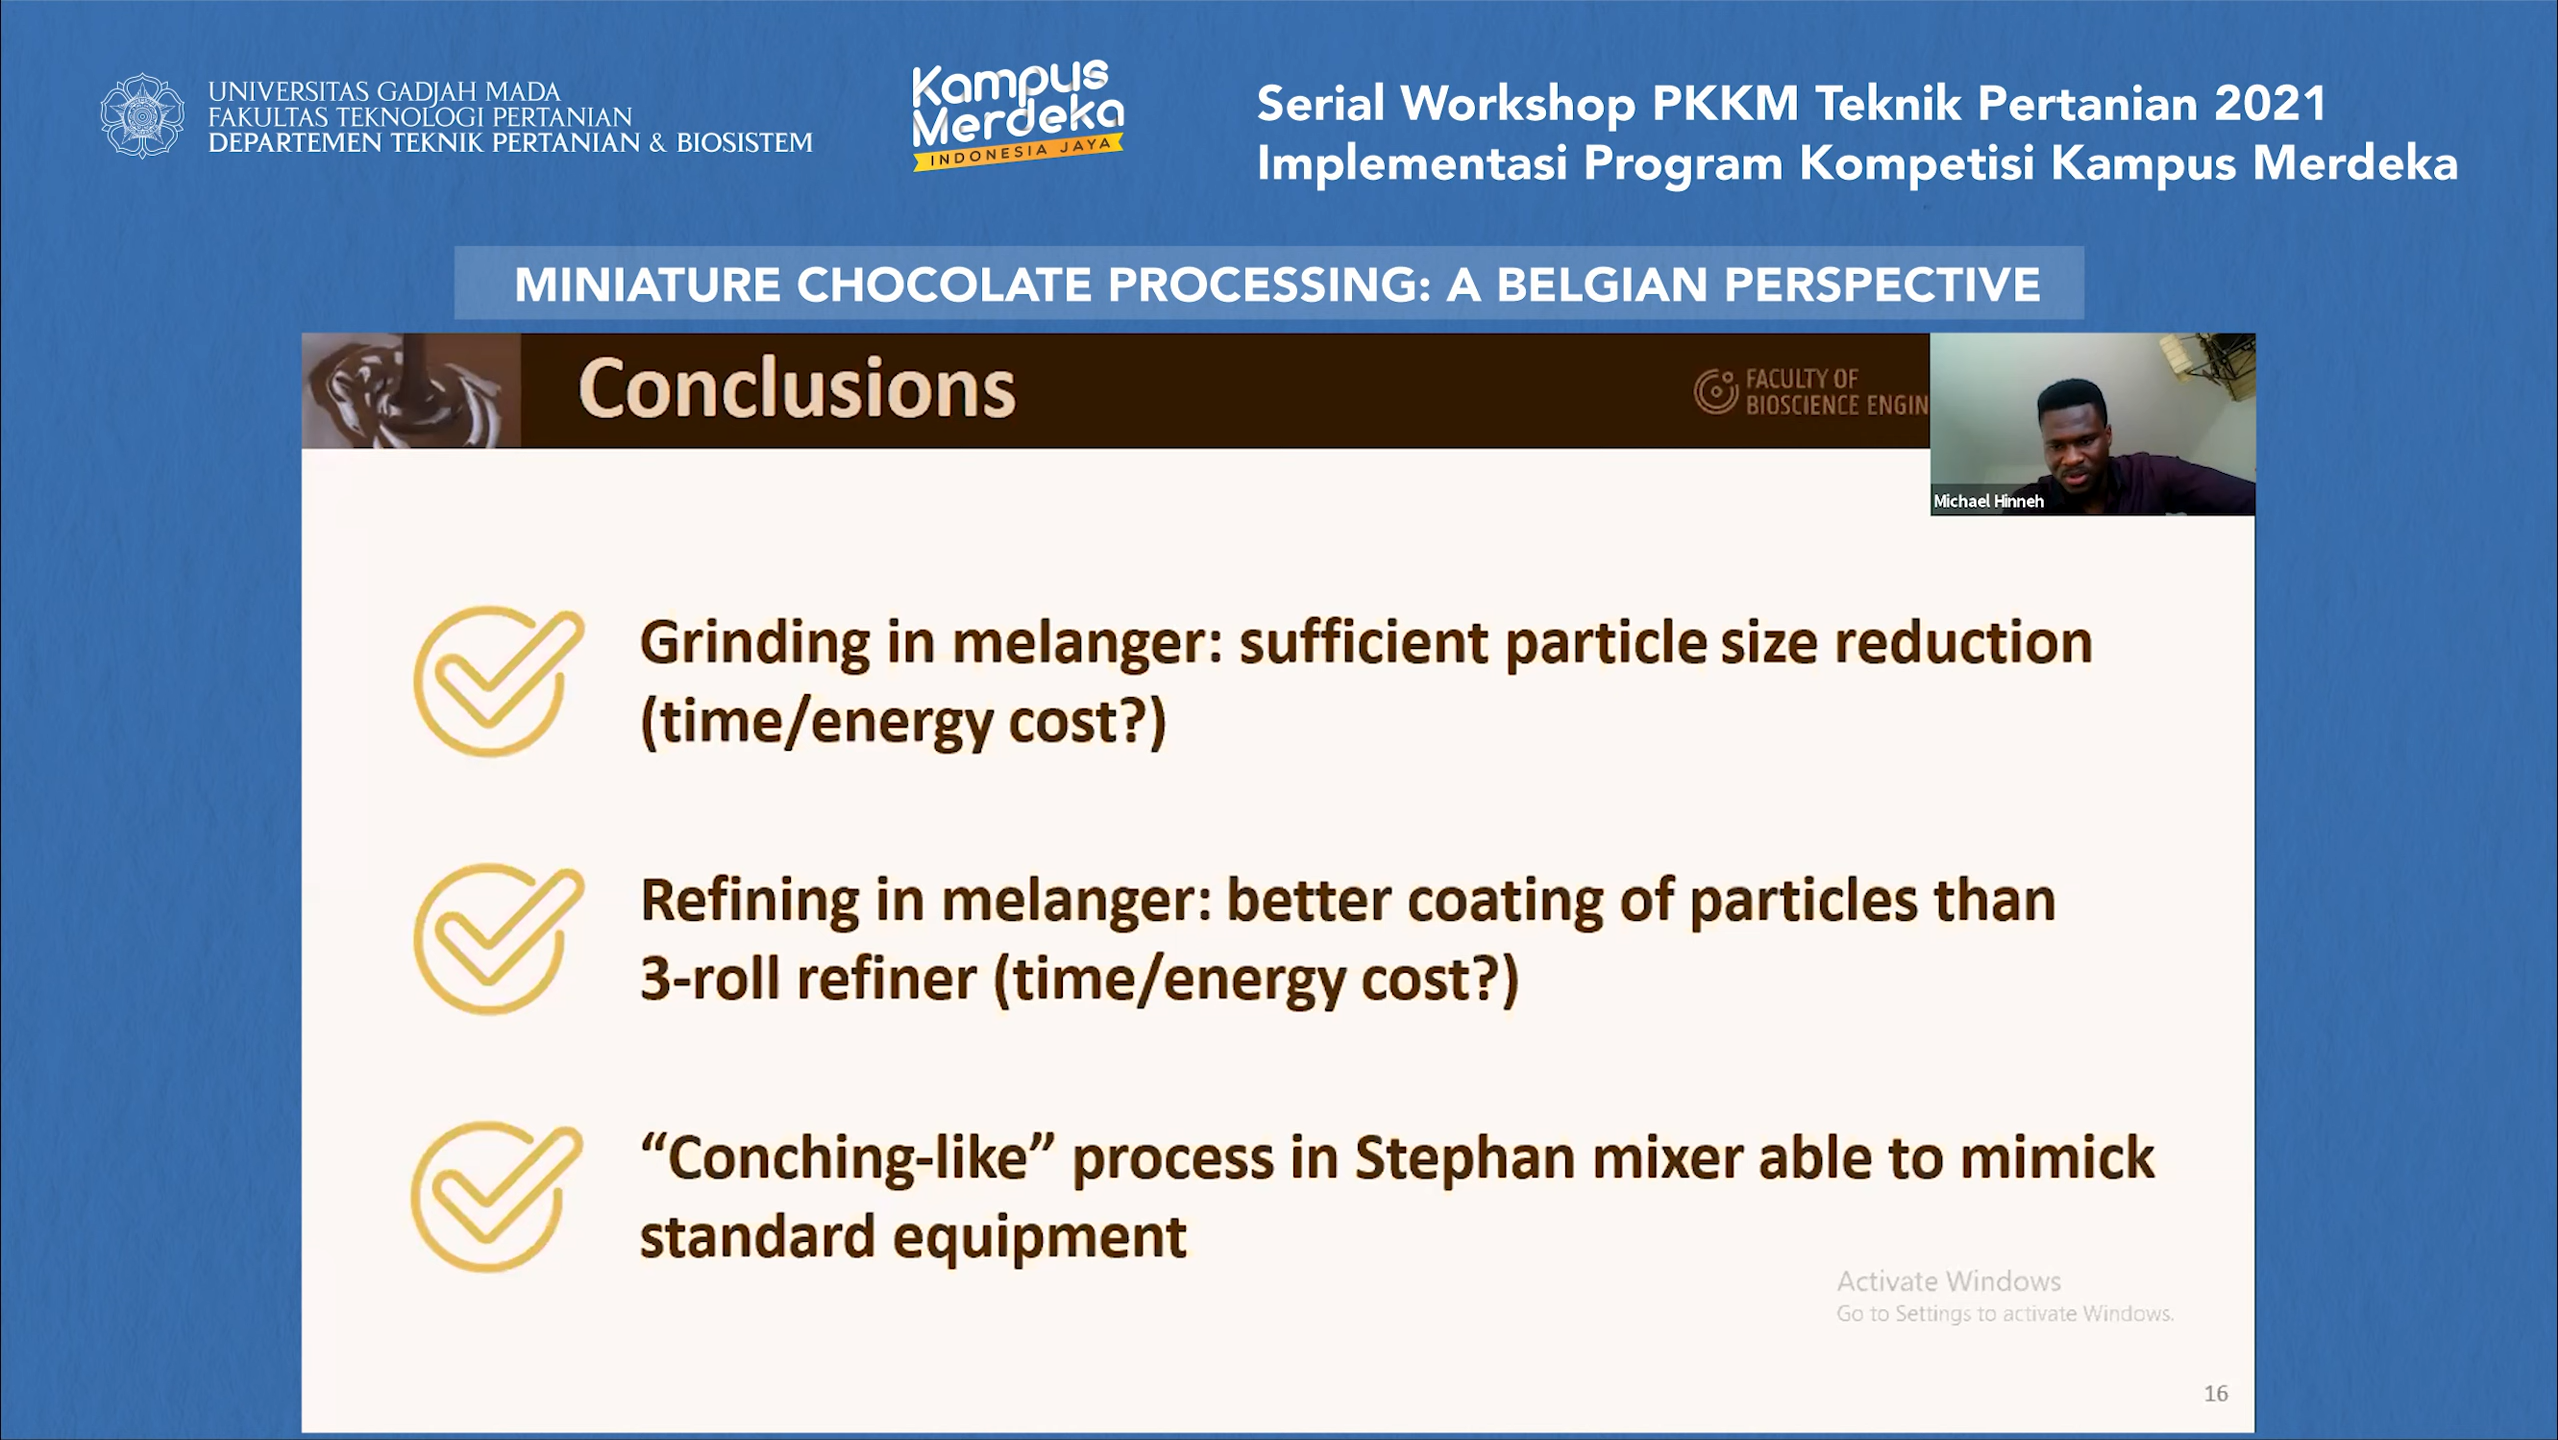 UNIVERSITAS GADJAH MADA
FAKULTAS TEKNOLOGI PERTANIAN
DEPARTEMEN TEKNIK PERTANIAN & BIOSISTEM
Kampus
Merdeka
INDONESIA JAYA
Serial Workshop PKKM Teknik Pertanian 2021
Implementasi Program Kompetisi Kampus Merdeka
MINIATURE CHOCOLATE PROCESSING: A BELGIAN PERSPECTIVE
Conclusions
FACULTY OF
BIOSCIENCE ENGIN
Michael Hinneh
Grinding in melanger: sufficient particle size reduction
(time/energy cost?)
Refining in melanger: better coating of particles than
3-roll refiner (time/energy cost?)
“Conching-like” process in Stephan mixer able to mimick
standard equipment
Activate Windows
Go to Settings to activate Windows.
16